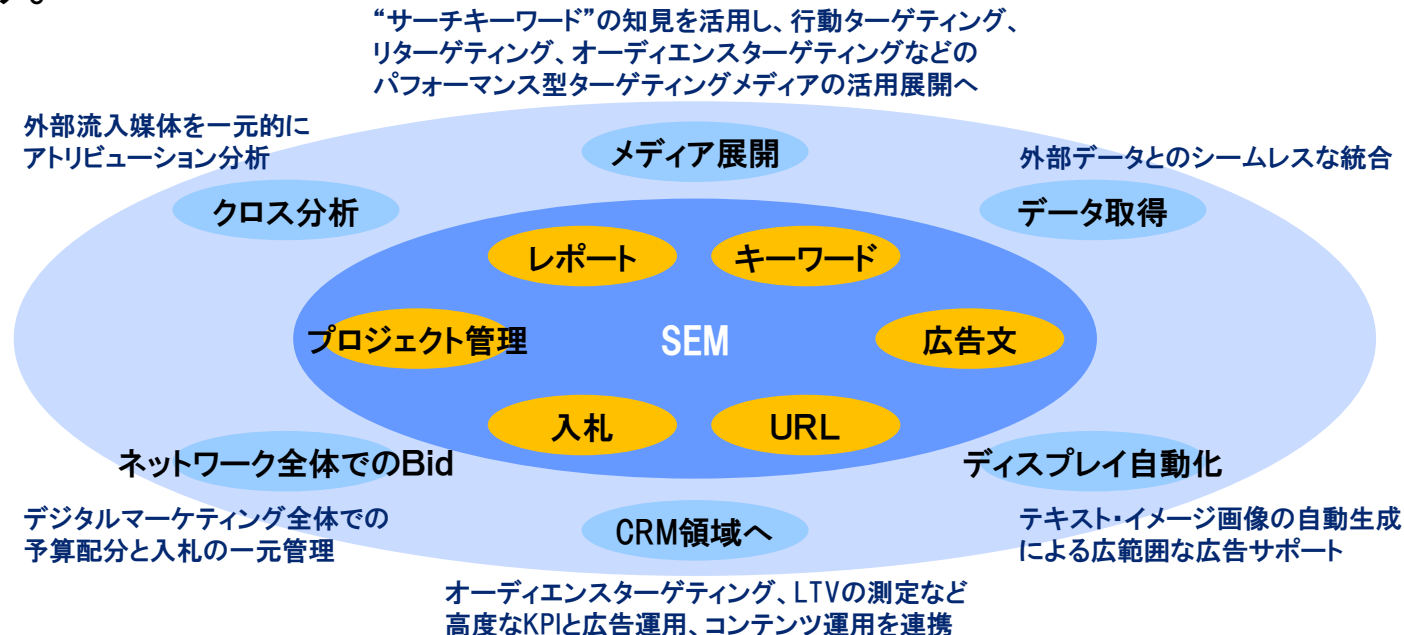 す。
“サーチキーワード”の知見を活用し、行動ターゲティング、
リターゲティング、オーディエンスターゲティングなどの
パフォーマンス型ターゲティングメディアの活用展開へ
外部流入媒体を一元的に
アトリビューション分析
メディア展開
外部データとのシームレスな統合
クロス分析
データ取得
レポート
キーワード
プロジェクト管理
SEM
広告文
入札
URL
ネットワーク全体でのBid
ディスプレイ自動化
デジタルマーケティング全体での
予算配分と入札の一元管理
CRM領域へ
テキスト・イメージ画像の自動生成
による広範囲な広告サポート
オーディエンスターゲティング、LTVの測定など
高度なKPIと広告運用、コンテンツ運用を連携